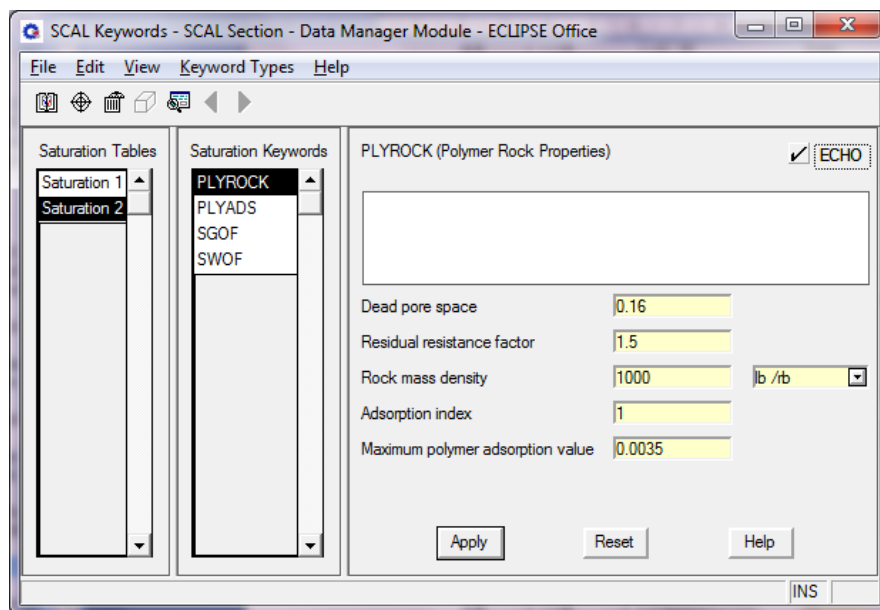 SCAL Keywords - SCAL Section - Data Manager Module - ECLIPSE Office
File Edit View Keyword Types Help
Saturation Tables
Saturation 1
Saturation 2
Saturation Keywords
PLYROCK
PLYADS
SGOF
SWOF
PLYROCK (Polymer Rock Properties)
ECHO
Dead pore space 0.16
Residual resistance factor 1.5
Rock mass density 1000 lb /rb
Adsorption index 1
Maximum polymer adsorption value 0.0035
Apply Reset Help
INS